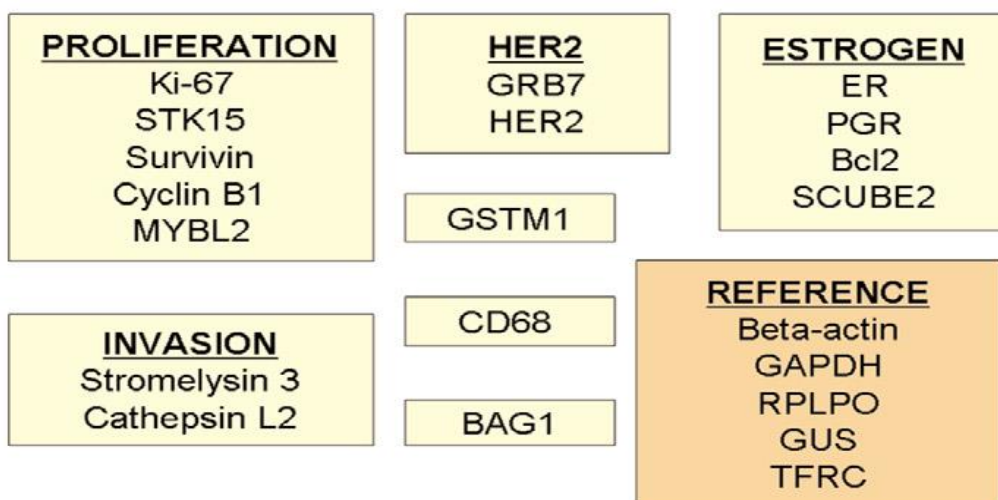 PROLIFERATION
Ki-67
STK15
Survivin
Cyclin B1
MYBL2
HER2
GRB7
HER2
ESTROGEN
ER
PGR
Bcl2
SCUBE2
GSTM1
CD68
BAG1
INVASION
Stromelysin 3
Cathepsin L2
REFERENCE
Beta-actin
GAPDH
RPLPO
GUS
TFRC